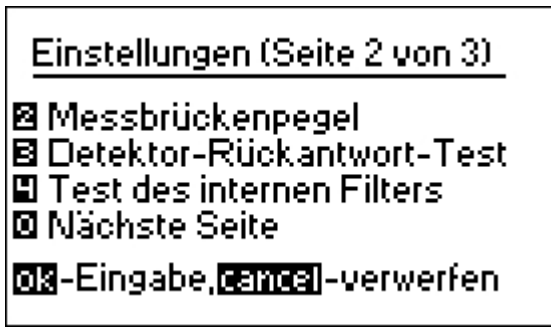 Einstellungen (Seite 2 von 3)
2 Messbrückenpegel
3 Detektor-Rückantwort-Test
4 Test des internen Filters
0 Nächste Seite
ok-Eingabe,cancel-verwerfen